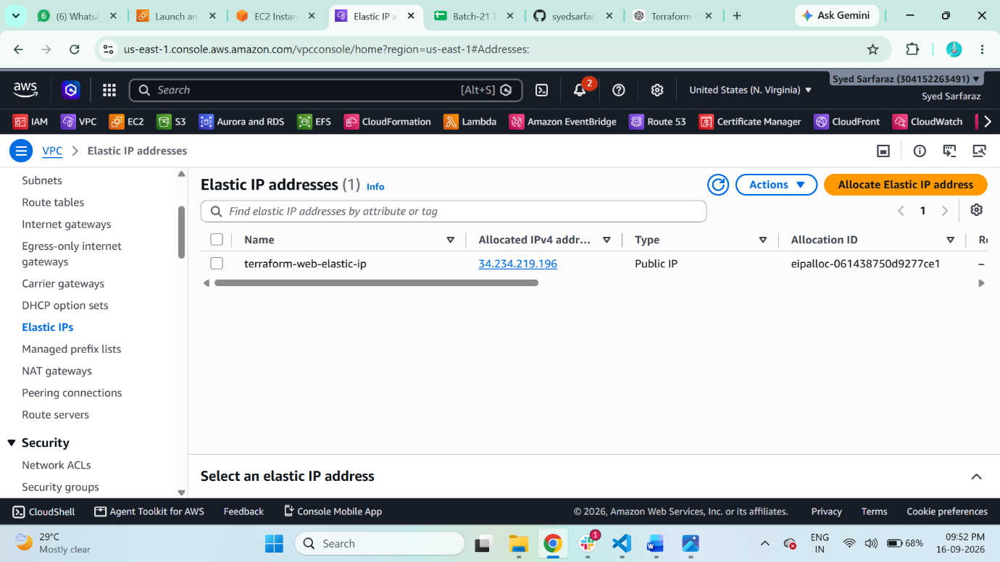 (6) WhatsA
Launch an
EC2 Instan
Elastic IP a
Batch-21 T
syedsarfar
Terraform
Ask Gemini
us-east-1.console.aws.amazon.com/vpcconsole/home?region=us-east-1#Addresses:
aws
Search
[Alt+S]
2
United States (N. Virginia)
Syed Sarfaraz (304152263491)
Syed Sarfaraz
IAM
VPC
EC2
S3
Aurora and RDS
EFS
CloudFormation
Lambda
Amazon EventBridge
Route 53
Certificate Manager
CloudFront
CloudWatch
VPC
Elastic IP addresses
Subnets
Route tables
Internet gateways
Egress-only internet
gateways
Carrier gateways
DHCP option sets
Elastic IPs
Managed prefix lists
NAT gateways
Peering connections
Route servers
Security
Network ACLs
Security groups
Elastic IP addresses (1) Info
Actions
Allocate Elastic IP address
Find elastic IP addresses by attribute or tag
1
Name
Allocated IPv4 addr...
Type
Allocation ID
Re
terraform-web-elastic-ip
34.234.219.196
Public IP
eipalloc-061438750d9277ce1
–
Select an elastic IP address
CloudShell
Agent Toolkit for AWS
Feedback
Console Mobile App
© 2026, Amazon Web Services, Inc. or its affiliates.
Privacy
Terms
Cookie preferences
29°C
Mostly clear
Search
1
ENG
IN
68%
09:52 PM
16-09-2026